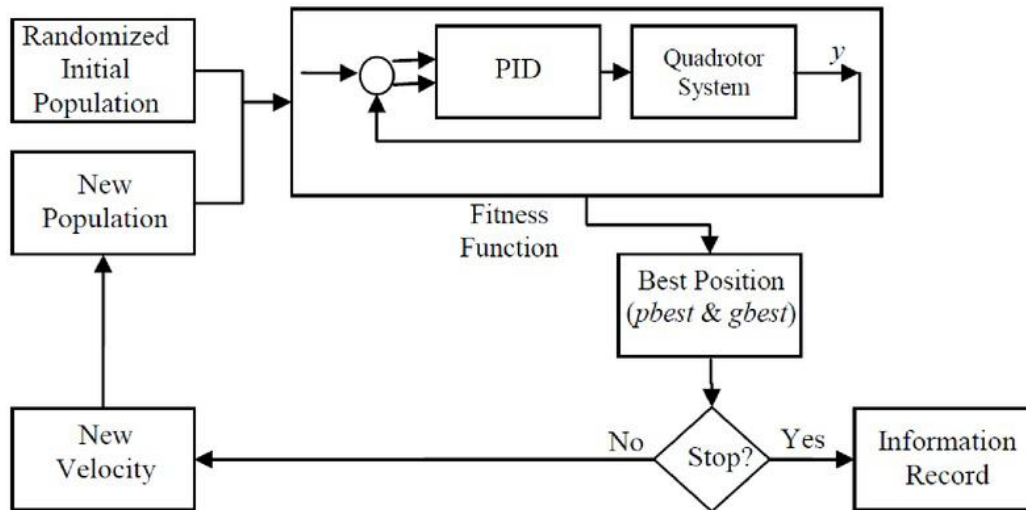 Randomized
Initial
Population
PID
Quadrotor
System
y
New
Population
Fitness
Function
Best Position
(pbest & gbest)
New
Velocity
No
Stop?
Yes
Information
Record